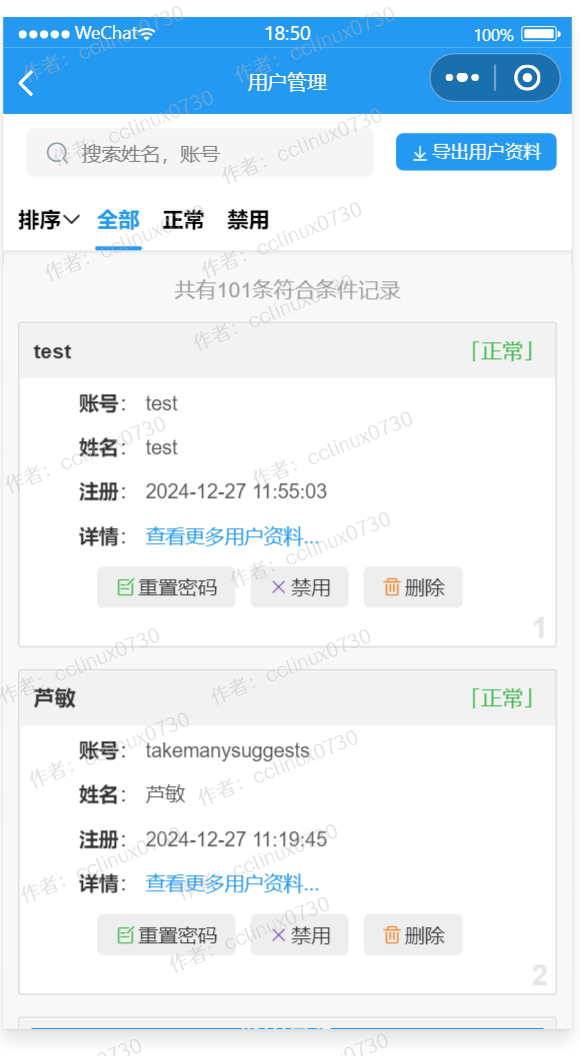 WeChat 18:50 100%
用户管理
搜索姓名，账号 导出用户资料
排序 全部 正常 禁用
共有101条符合条件记录
test 「正常」
账号： test
姓名： test
注册： 2024-12-27 11:55:03
详情： 查看更多用户资料...
重置密码 禁用 删除
1
芦敏 「正常」
账号： takemanysuggests
姓名： 芦敏
注册： 2024-12-27 11:19:45
详情： 查看更多用户资料...
重置密码 禁用 删除
2
作者：cclinux0730